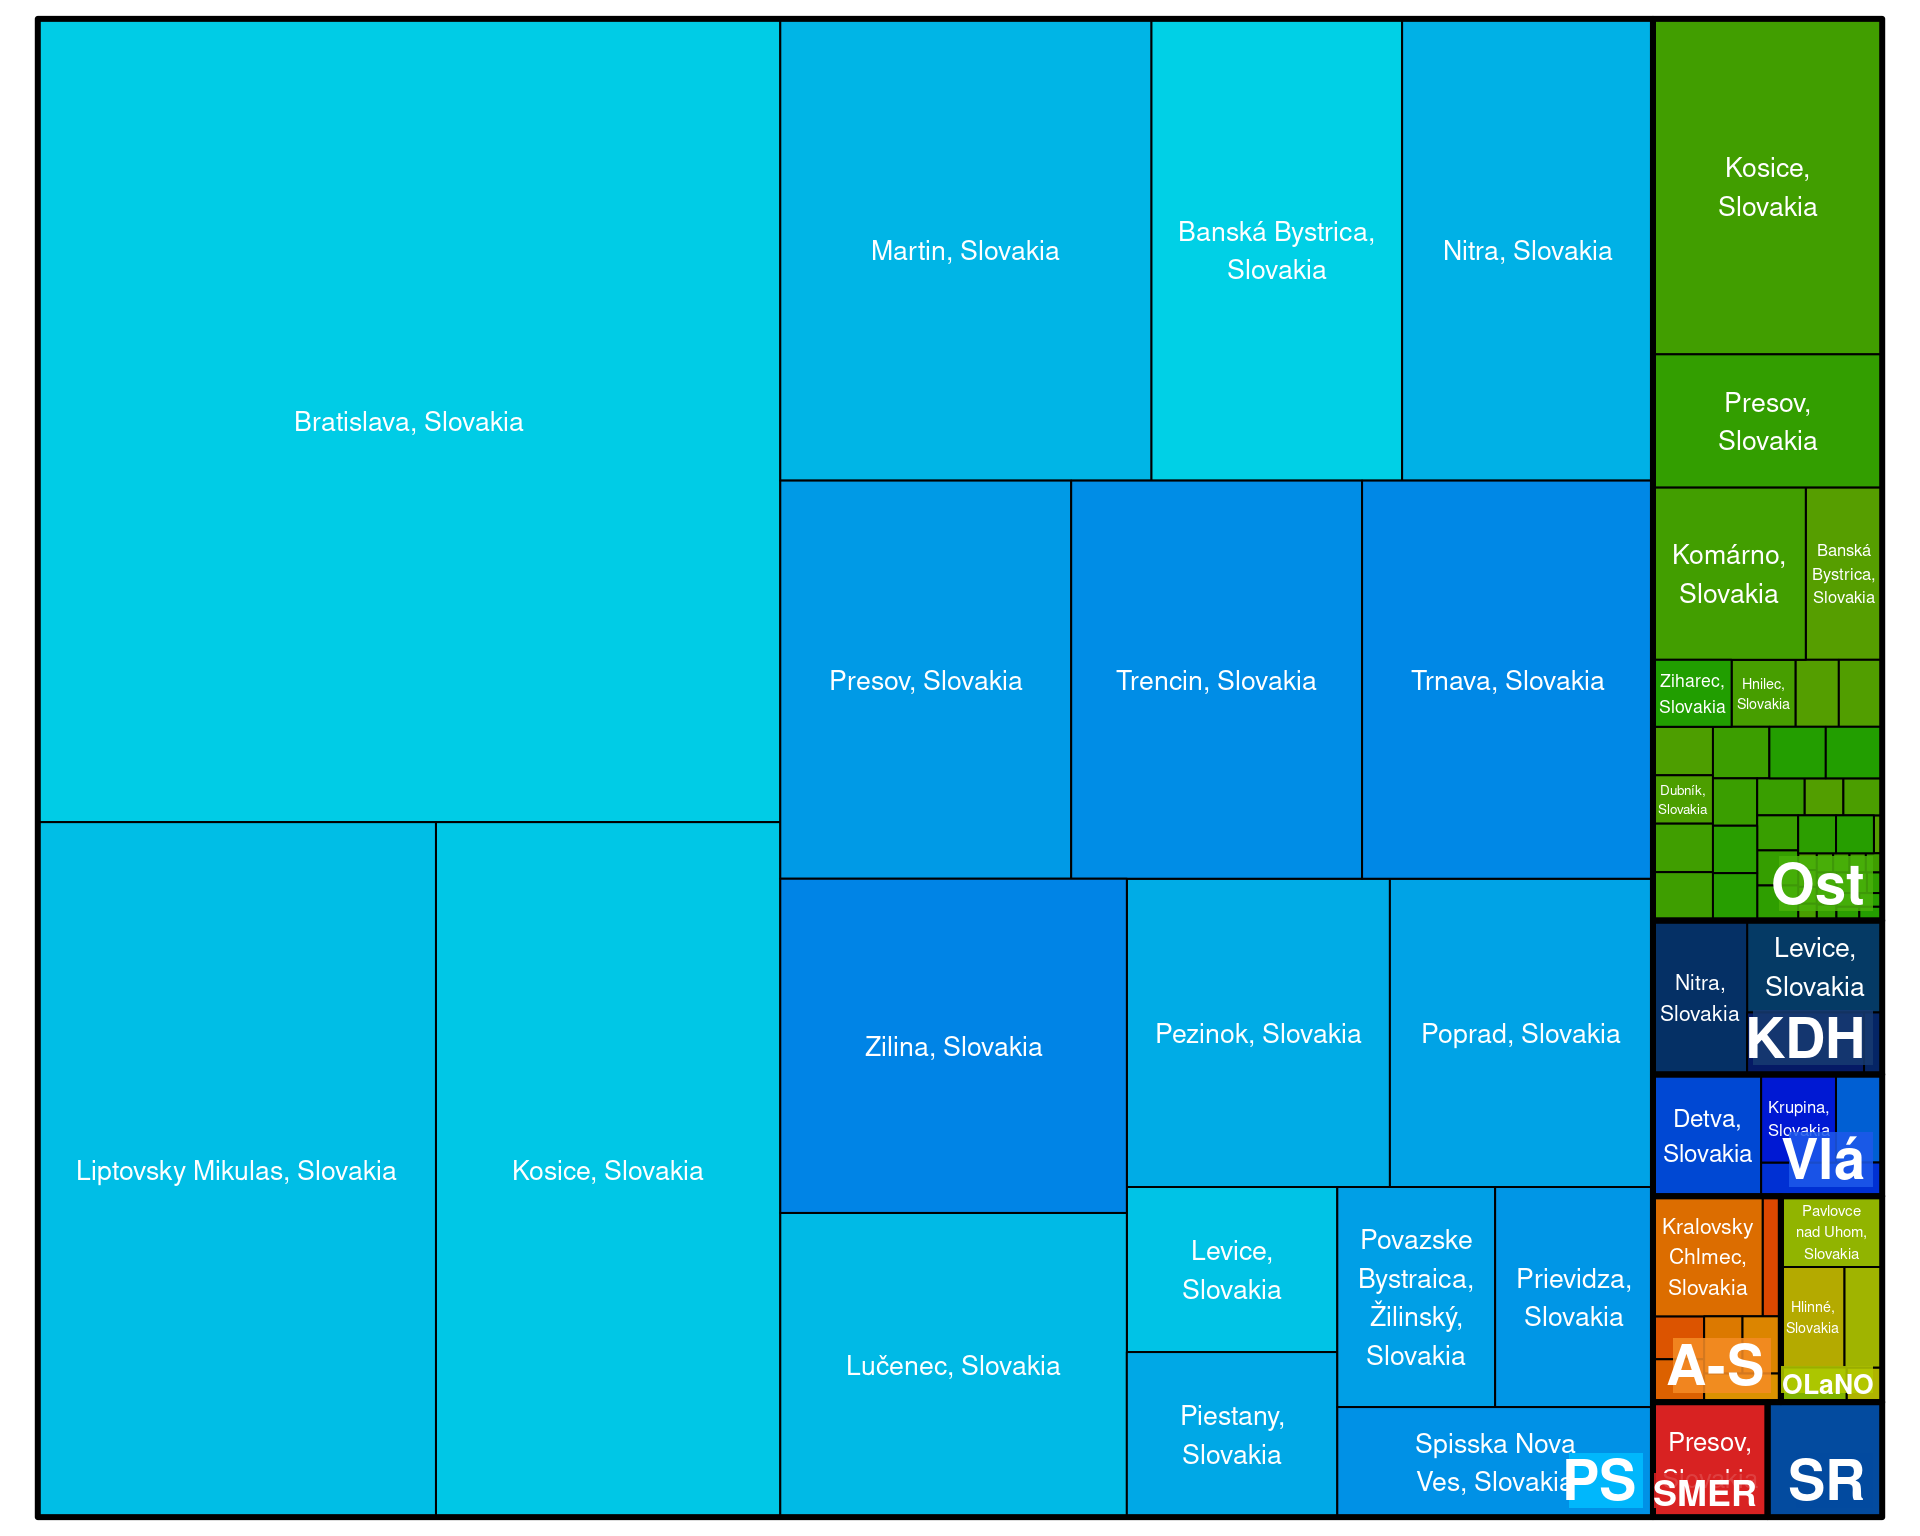 Bratislava, Slovakia
Martin, Slovakia
Banská Bystrica,
Slovakia
Nitra, Slovakia
Presov, Slovakia
Trencin, Slovakia
Trnava, Slovakia
Liptovsky Mikulas, Slovakia
Kosice, Slovakia
Zilina, Slovakia
Pezinok, Slovakia
Poprad, Slovakia
Lučenec, Slovakia
Levice,
Slovakia
Piestany,
Slovakia
Povazske
Bystraica,
Žilinský,
Slovakia
Prievidza,
Slovakia
Spisska Nova
Ves, Slovakia
PS
Kosice,
Slovakia
Presov,
Slovakia
Komárno,
Slovakia
Banská
Bystrica,
Slovakia
Ziharec,
Slovakia
Hnilec,
Slovakia
Dubník,
Slovakia
Ost
Nitra,
Slovakia
Levice,
Slovakia
KDH
Detva,
Slovakia
Krupina,
Slovakia
Vlá
Kralovsky
Chlmec,
Slovakia
A-S
Pavlovce
nad Uhom,
Slovakia
Hlinné,
Slovakia
OLaNO
Presov,
Slovakia
SMER
SR